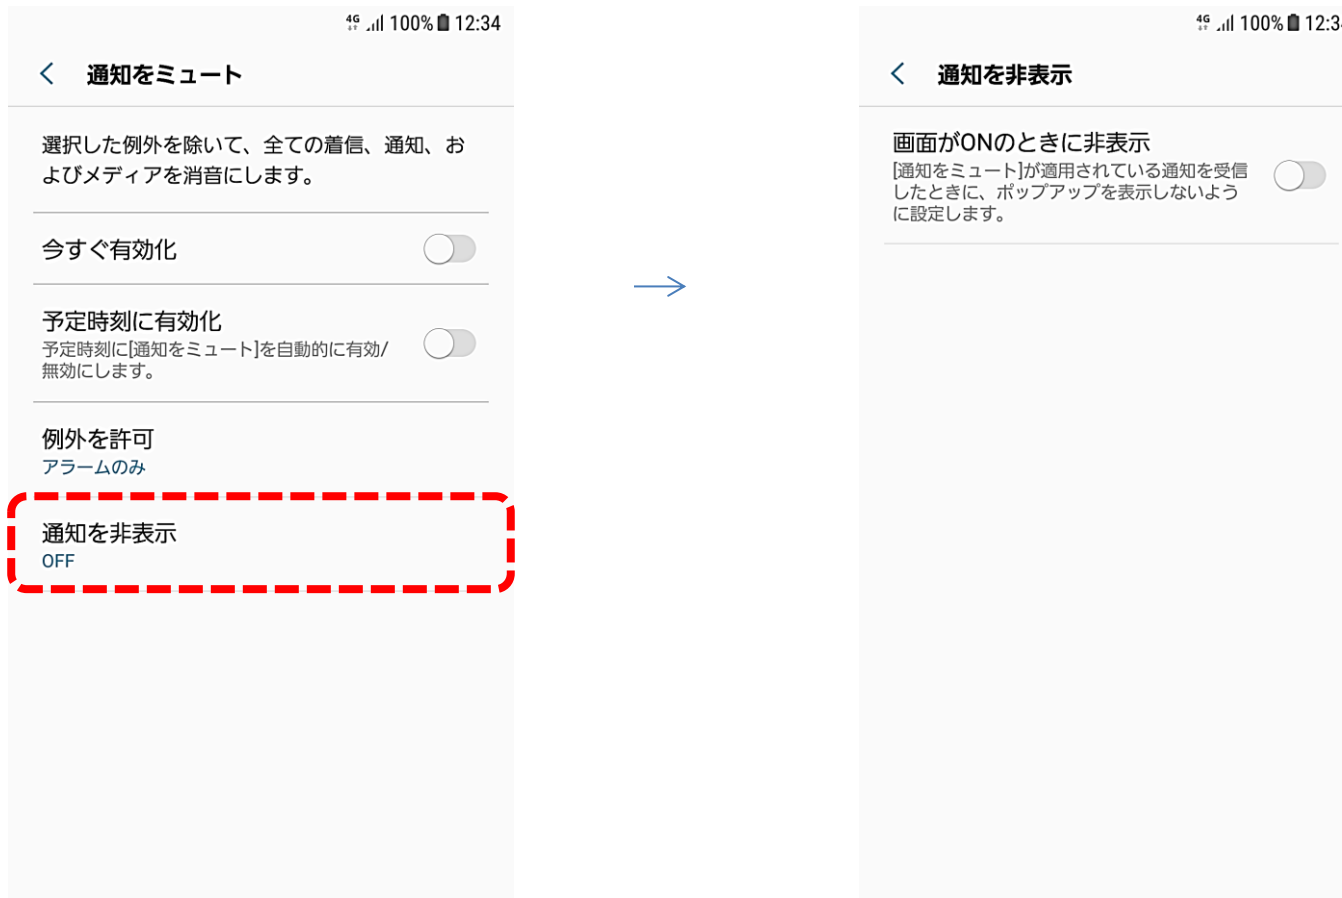 4G 100% 12:34
通知をミュート
選択した例外を除いて、全ての着信、通知、お
よびメディアを消音にします。
今すぐ有効化
予定時刻に有効化
予定時刻に[通知をミュート]を自動的に有効/
無効にします。
例外を許可
アラームのみ
通知を非表示
OFF
4G 100% 12:3
通知を非表示
画面がONのときに非表示
[通知をミュート]が適用されている通知を受信
したときに、ポップアップを表示しないよう
に設定します。